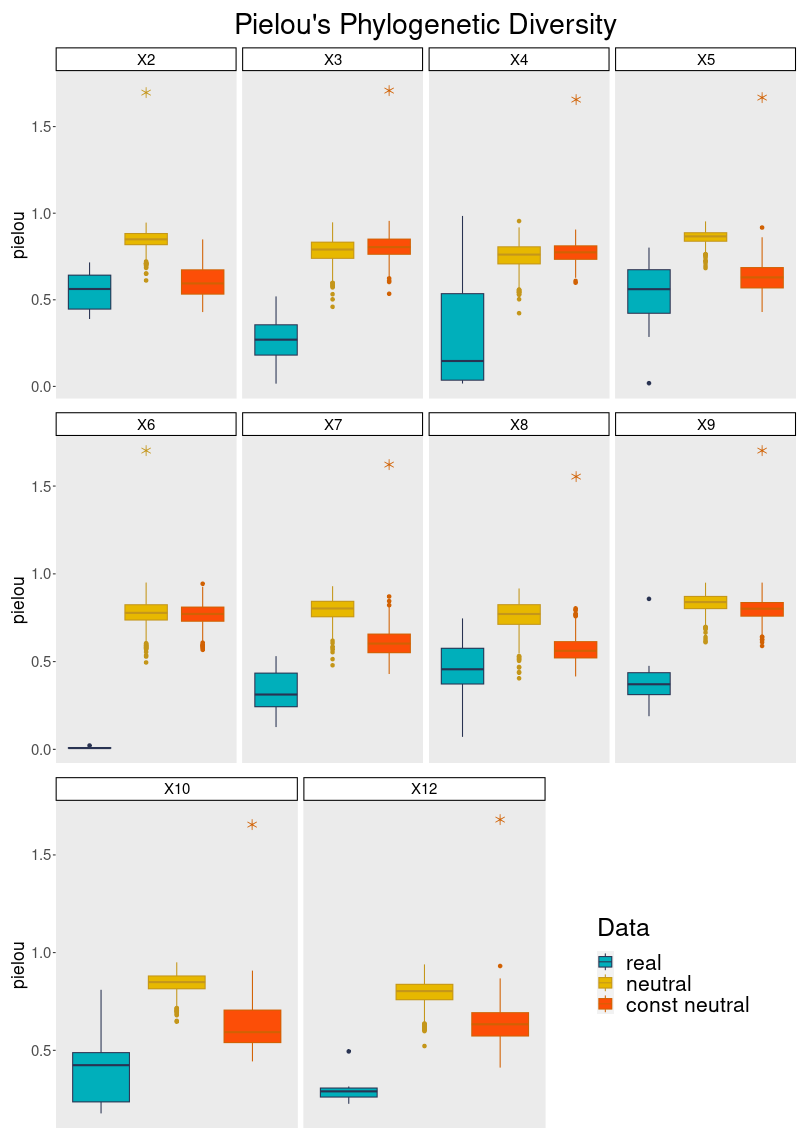 Pielou's Phylogenetic Diversity
X2 X3 X4 X5
pielou
1.5
1.0
0.5
0.0
X6 X7 X8 X9
pielou
1.5
1.0
0.5
0.0
X10 X12
pielou
1.5
1.0
0.5
Data
real
neutral
const neutral